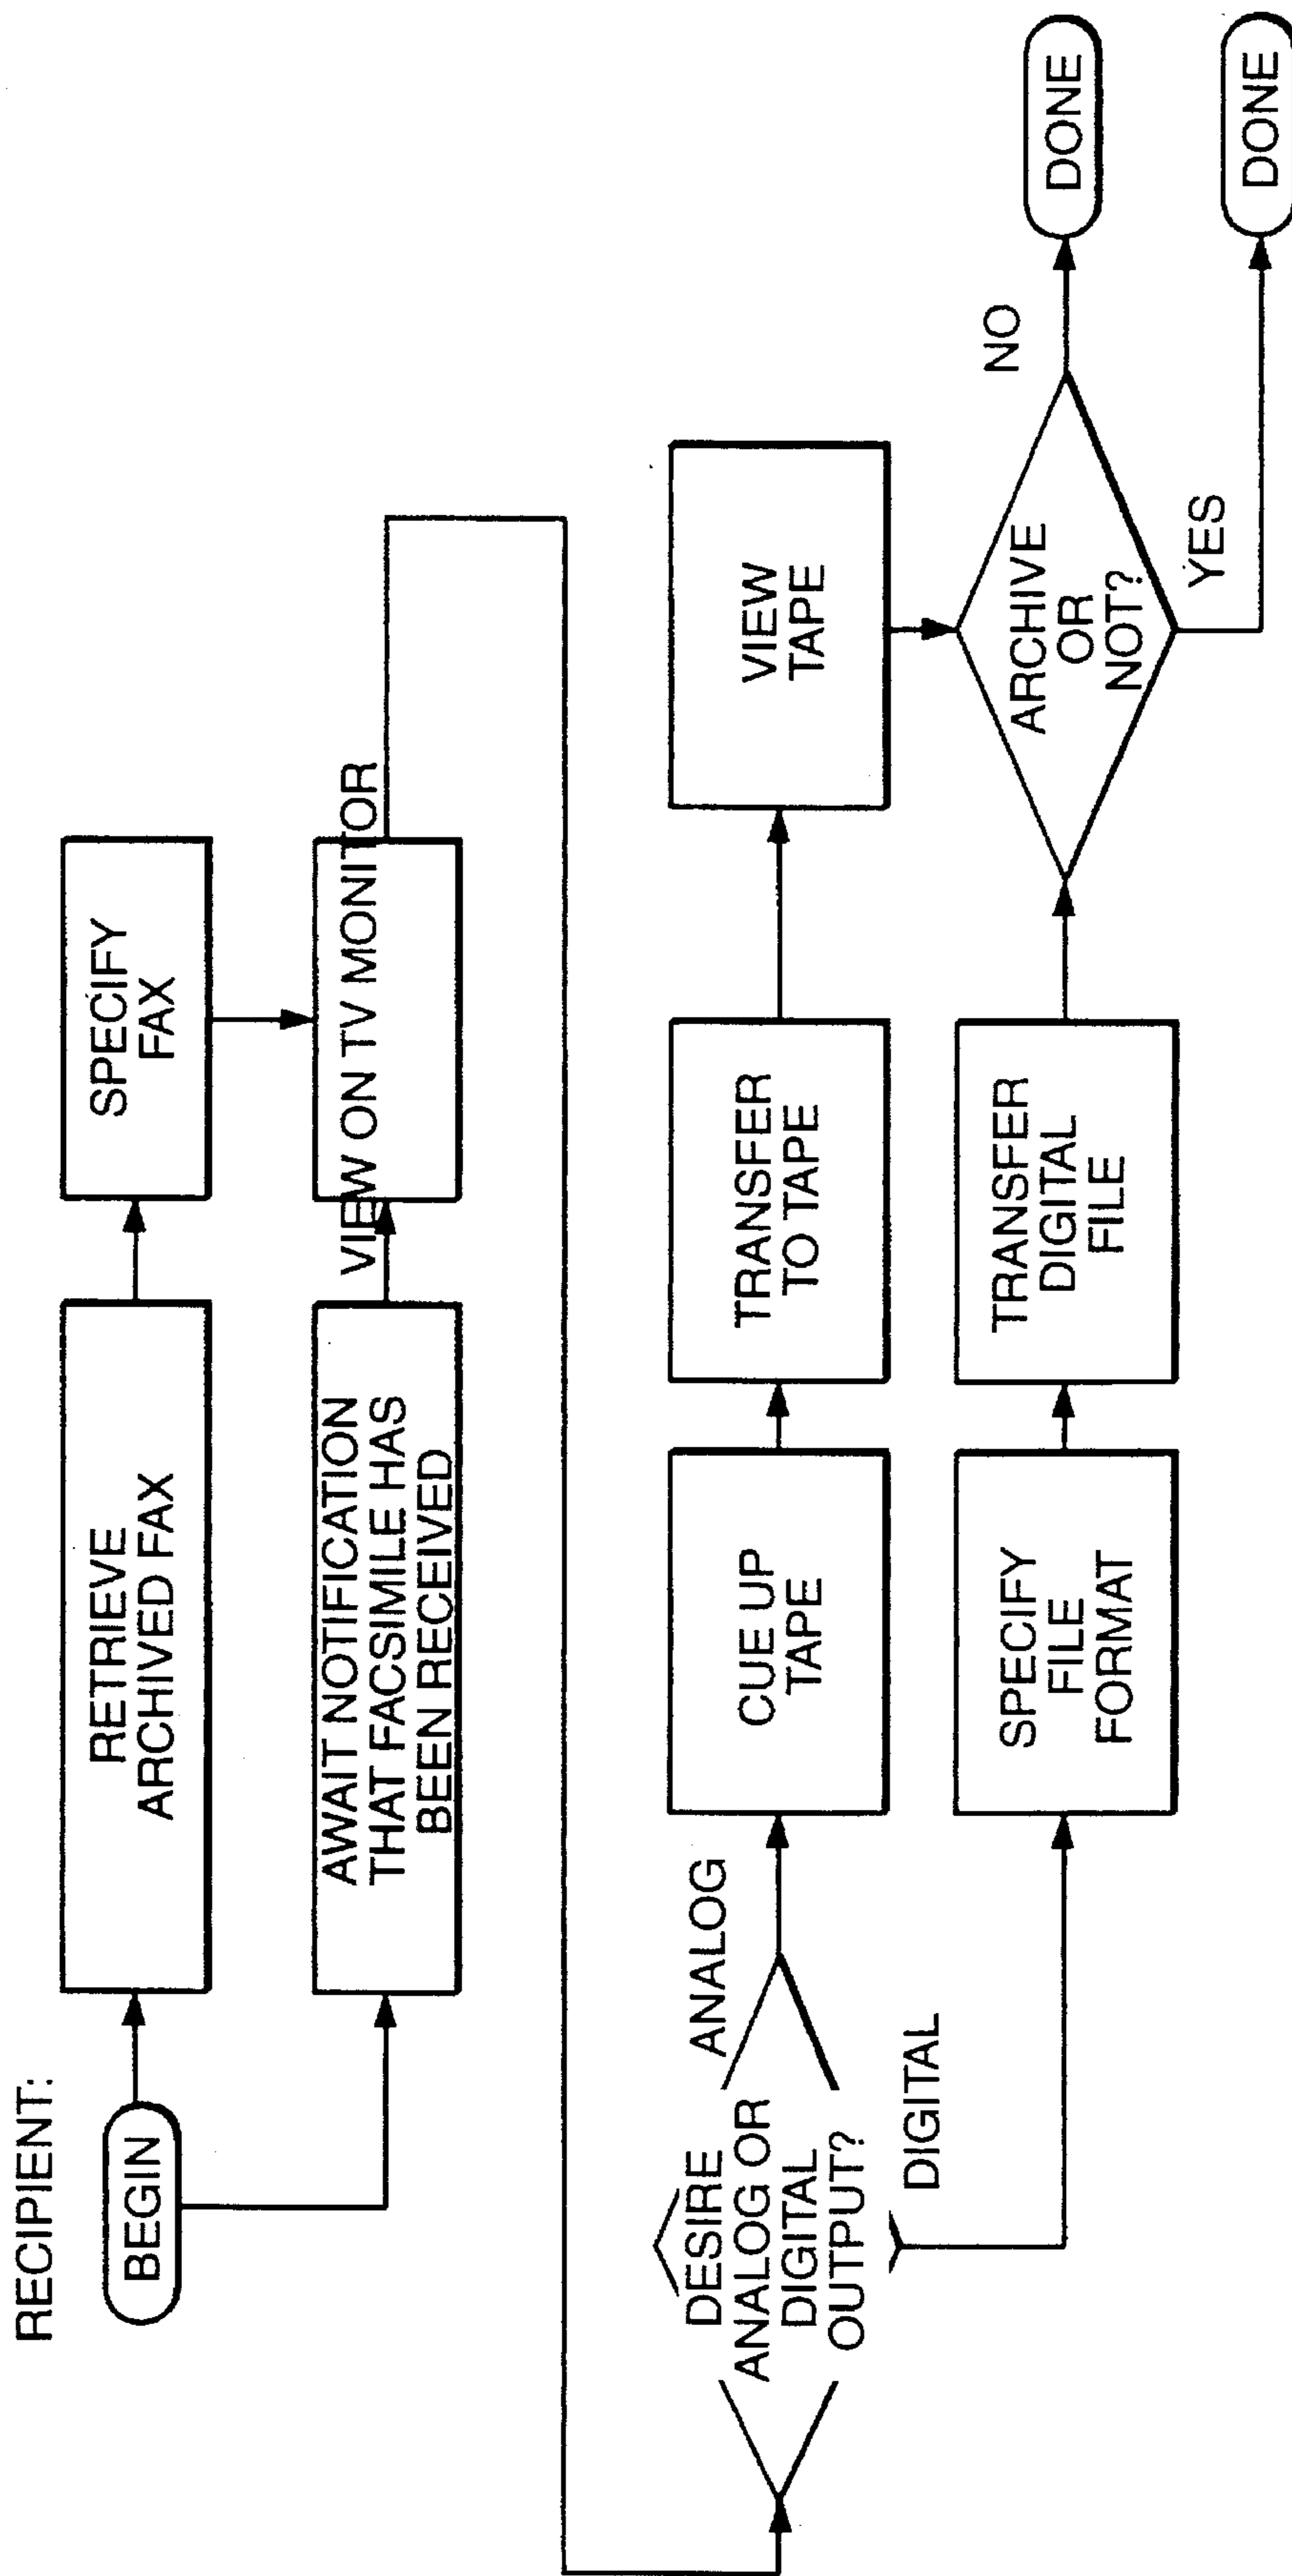 RECIPIENT:
BEGIN
RETRIEVE
ARCHIVED FAX
SPECIFY
FAX
AWAIT NOTIFICATION
THAT FACSIMILE HAS
BEEN RECEIVED
VIEW ON TV MONITOR
DESIRE
ANALOG OR
DIGITAL
OUTPUT?
ANALOG
CUE UP
TAPE
TRANSFER
TO TAPE
VIEW
TAPE
DIGITAL
SPECIFY
FILE
FORMAT
TRANSFER
DIGITAL
FILE
ARCHIVE
OR
NOT?
NO
DONE
YES
DONE